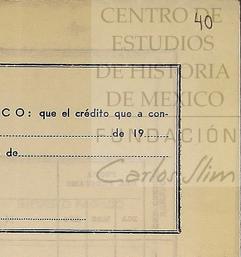 40
CENTRO DE
ESTUDIOS
DE HISTORIA
DE MEXICO
FUNDACIÓN
Carlos Slim
CO: que el crédito que a con-
de 19
de